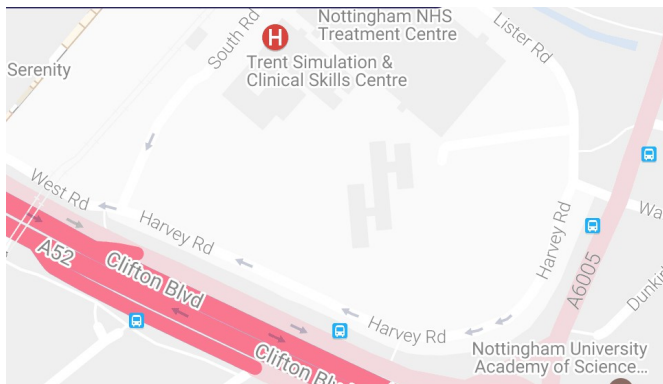 Nottingham NHS
Treatment Centre
South Rd
Lister Rd
H
Serenity
Trent Simulation &
Clinical Skills Centre
West Rd
Harvey Rd
Harvey Rd
A52
Clifton Blvd
A6005
Harvey Rd
Clifton
Nottingham University
Academy of Science...